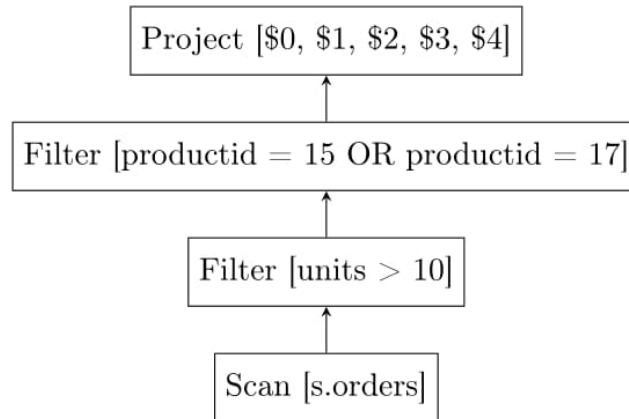 Project [$0, $1, $2, $3, $4]
Filter [productid = 15 OR productid = 17]
Filter [units > 10]
Scan [s.orders]